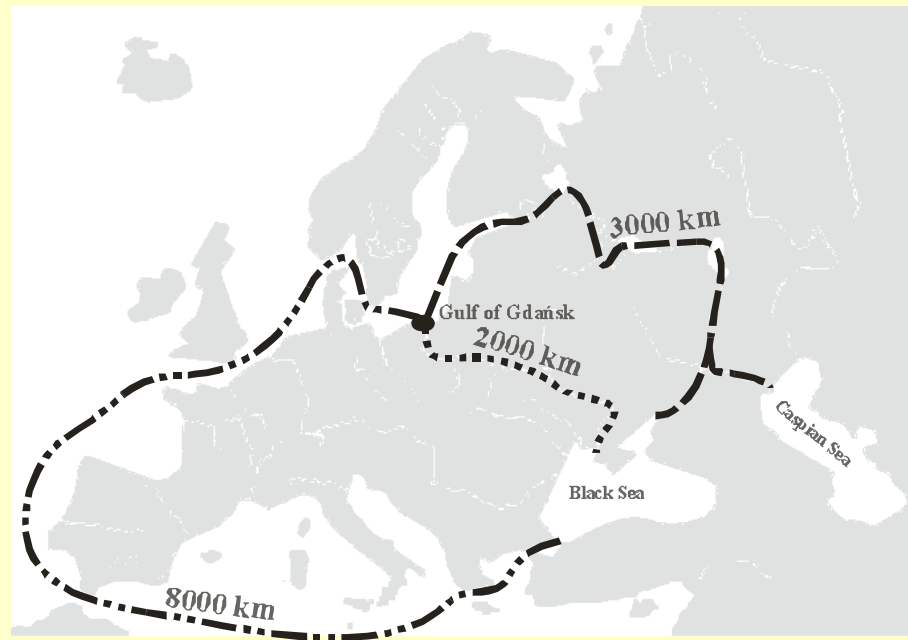 3000 km
Gulf of Gdańsk
2000 km
Caspian Sea
Black Sea
8000 km